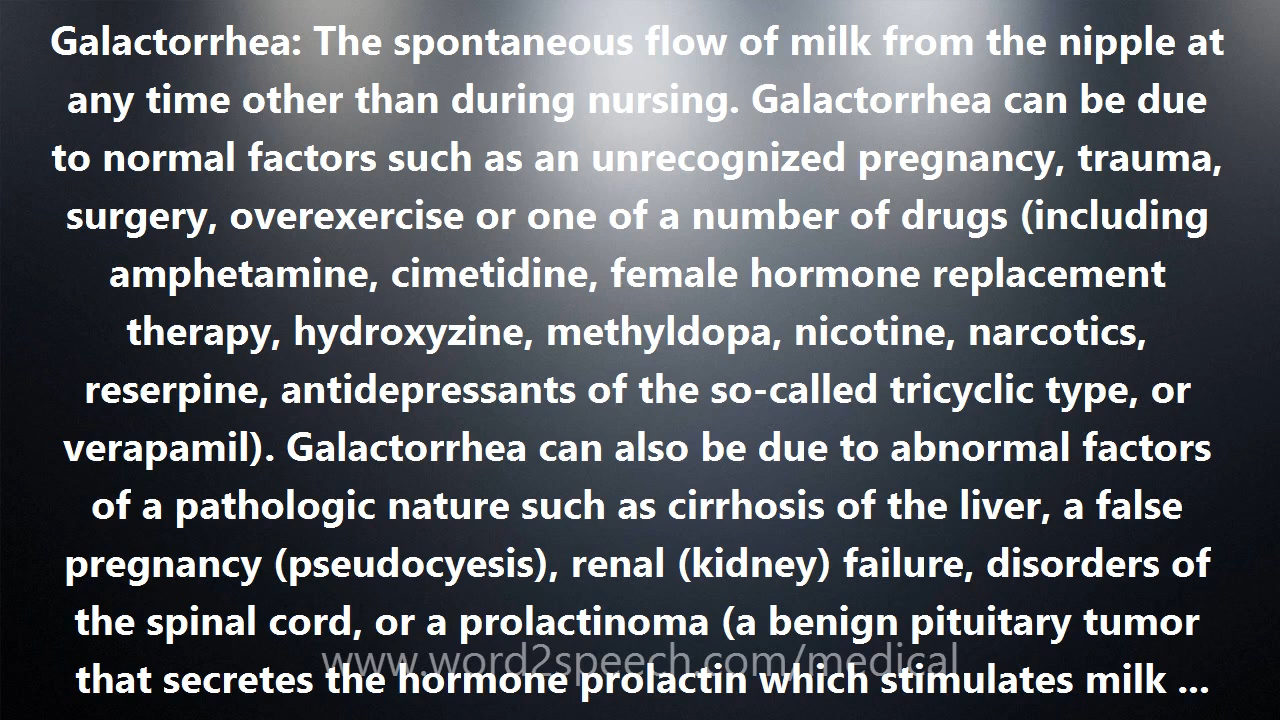 Galactorrhea: The spontaneous flow of milk from the nipple at
any time other than during nursing. Galactorrhea can be due
to normal factors such as an unrecognized pregnancy, trauma,
surgery, overexercise or one of a number of drugs (including
amphetamine, cimetidine, female hormone replacement
therapy, hydroxyzine, methyldopa, nicotine, narcotics,
reserpine, antidepressants of the so-called tricyclic type, or
verapamil). Galactorrhea can also be due to abnormal factors
of a pathologic nature such as cirrhosis of the liver, a false
pregnancy (pseudocyesis), renal (kidney) failure, disorders of
the spinal cord, or a prolactinoma (a benign pituitary tumor
www.word2speech.com/medical
that secretes the hormone prolactin which stimulates milk ...